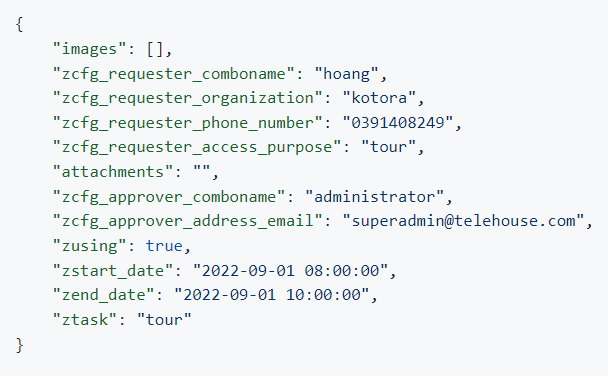 {
    "images": [],
    "zcfg_requester_comboname": "hoang",
    "zcfg_requester_organization": "kotora",
    "zcfg_requester_phone_number": "0391408249",
    "zcfg_requester_access_purpose": "tour",
    "attachments": "",
    "zcfg_approver_comboname": "administrator",
    "zcfg_approver_address_email": "superadmin@telehouse.com",
    "zusing": true,
    "zstart_date": "2022-09-01 08:00:00",
    "zend_date": "2022-09-01 10:00:00",
    "ztask": "tour"
}